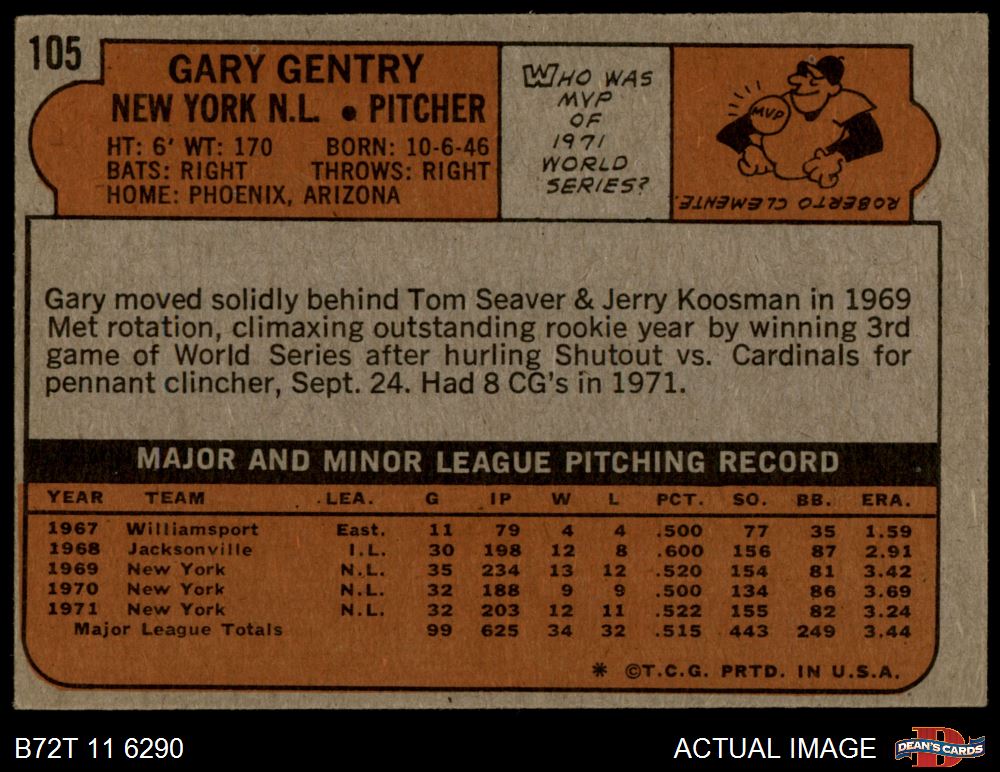 105
GARY GENTRY
NEW YORK N.L. • PITCHER
HT: 6' WT: 170 BORN: 10-6-46
BATS: RIGHT THROWS: RIGHT
HOME: PHOENIX, ARIZONA
WHO WAS
MVP
OF
1971
WORLD
SERIES?
MVP
ROBERTO CLEMENTE.
Gary moved solidly behind Tom Seaver & Jerry Koosman in 1969
Met rotation, climaxing outstanding rookie year by winning 3rd
game of World Series after hurling Shutout vs. Cardinals for
pennant clincher, Sept. 24. Had 8 CG's in 1971.
MAJOR AND MINOR LEAGUE PITCHING RECORD
YEAR TEAM LEA. G IP W L PCT. SO. BB. ERA.
1967 Williamsport East. 11 79 4 4 .500 77 35 1.59
1968 Jacksonville I.L. 30 198 12 8 .600 156 87 2.91
1969 New York N.L. 35 234 13 12 .520 154 81 3.42
1970 New York N.L. 32 188 9 9 .500 134 86 3.69
1971 New York N.L. 32 203 12 11 .522 155 82 3.24
Major League Totals 99 625 34 32 .515 443 249 3.44
* ©T.C.G. PRTD. IN U.S.A.
B72T 11 6290
ACTUAL IMAGE
D
DEAN'S CARDS